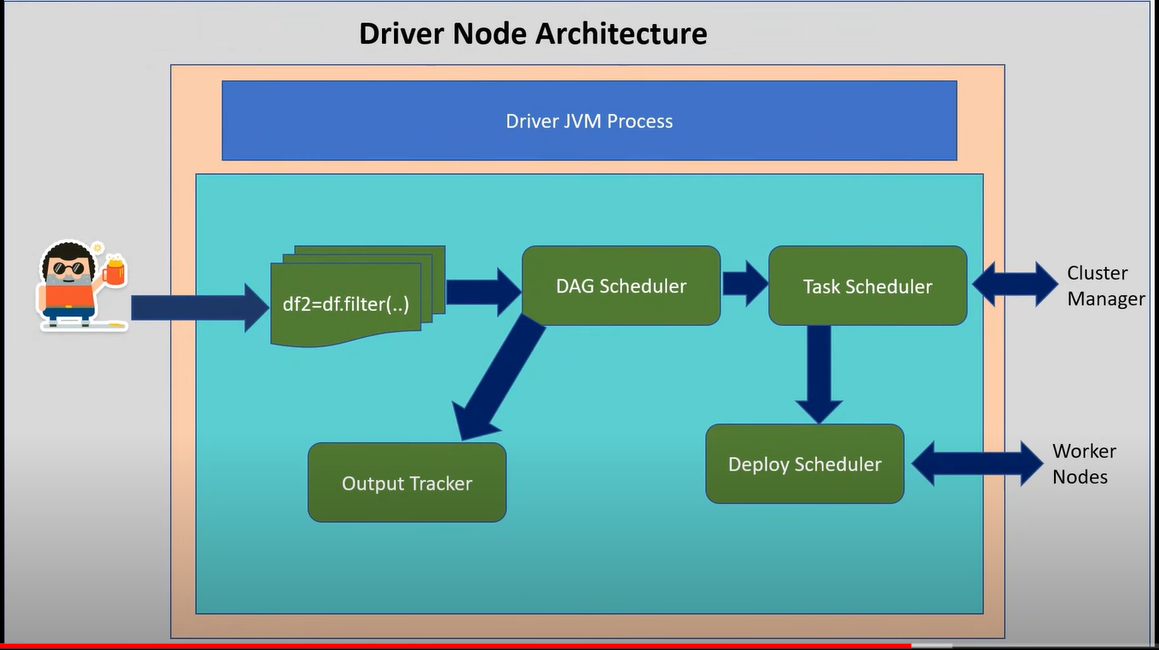 Driver Node Architecture
Driver JVM Process
df2=df.filter(..)
DAG Scheduler
Task Scheduler
Cluster
Manager
Output Tracker
Deploy Scheduler
Worker
Nodes